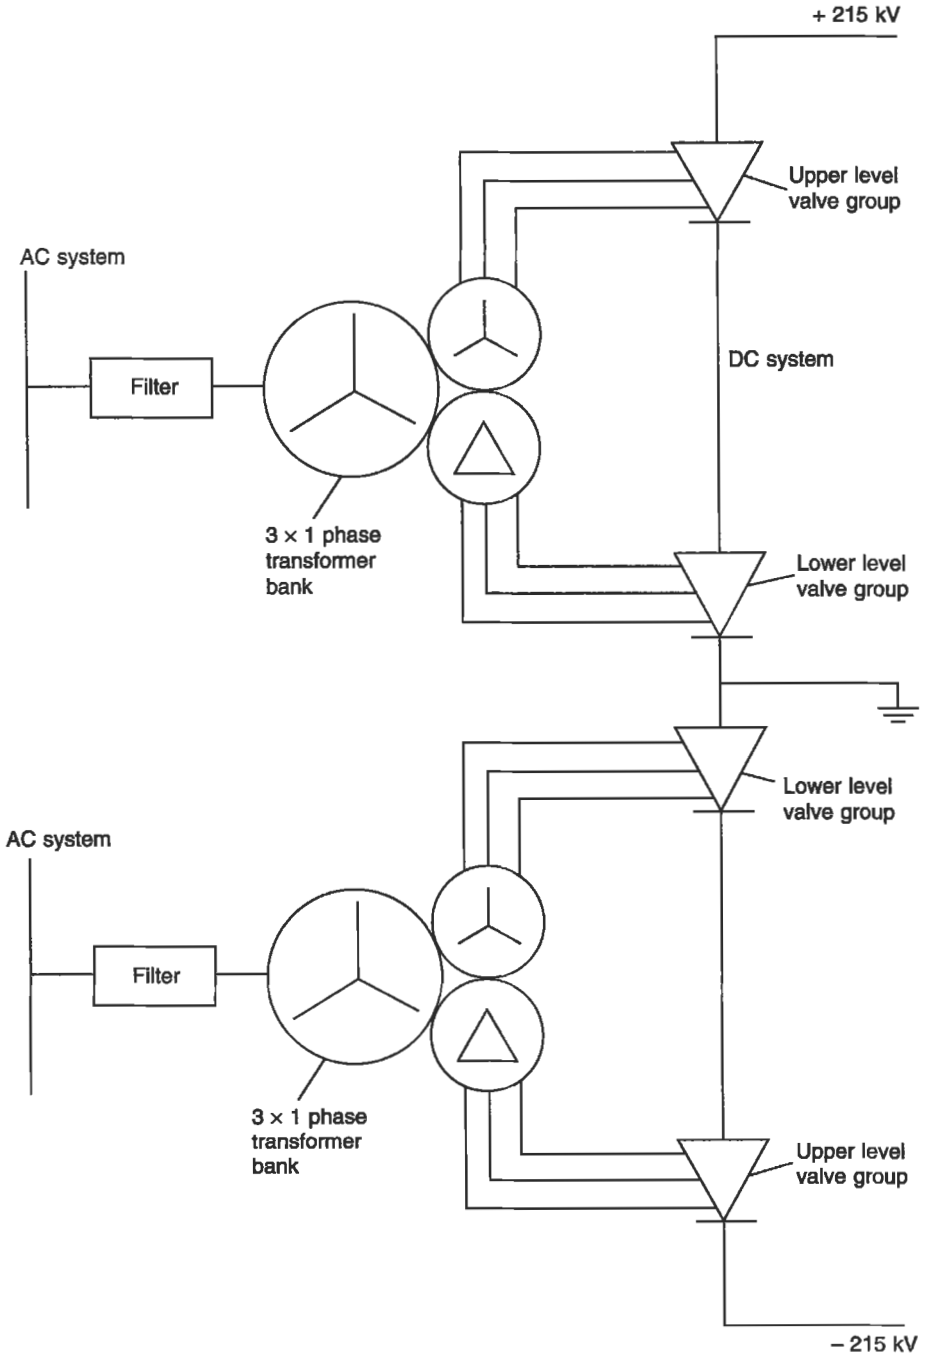 + 215 kV
Upper level
valve group
AC system
DC system
Filter
3 × 1 phase
transformer
bank
Lower level
valve group
Lower level
valve group
AC system
Filter
3 × 1 phase
transformer
bank
Upper level
valve group
− 215 kV